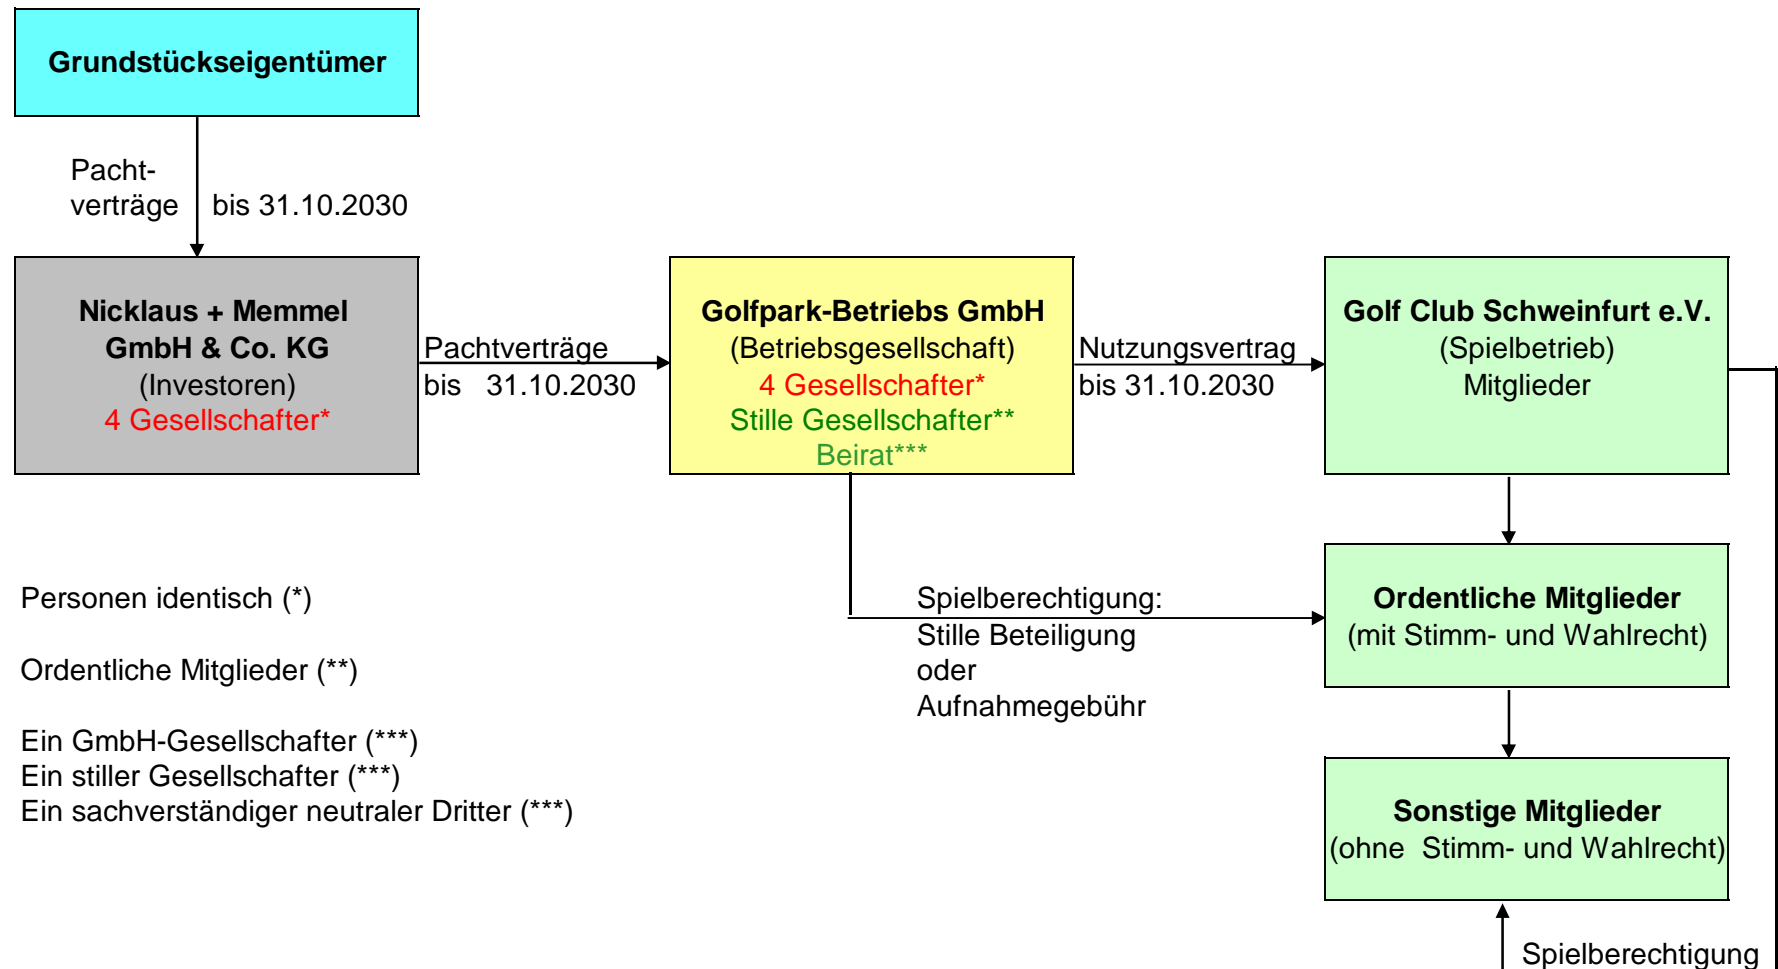 Grundstückseigentümer
Pacht-
verträge
bis 31.10.2030
Nicklaus + Memmel
GmbH & Co. KG
(Investoren)
4 Gesellschafter*
Pachtverträge
bis 31.10.2030
Golfpark-Betriebs GmbH
(Betriebsgesellschaft)
4 Gesellschafter*
Stille Gesellschafter**
Beirat***
Nutzungsvertrag
bis 31.10.2030
Golf Club Schweinfurt e.V.
(Spielbetrieb)
Mitglieder
Spielberechtigung:
Stille Beteiligung
oder
Aufnahmegebühr
Ordentliche Mitglieder
(mit Stimm- und Wahlrecht)
Personen identisch (*)
Ordentliche Mitglieder (**)
Ein GmbH-Gesellschafter (***)
Ein stiller Gesellschafter (***)
Ein sachverständiger neutraler Dritter (***)
Sonstige Mitglieder
(ohne Stimm- und Wahlrecht)
Spielberechtigung